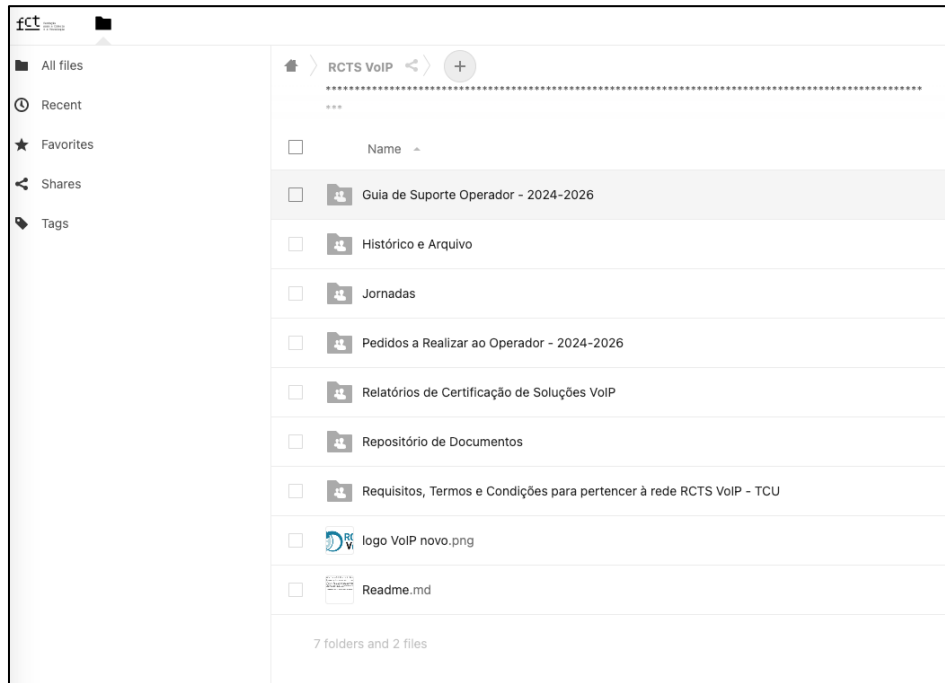 fct
All files
Recent
Favorites
Shares
Tags
RCTS VoIP
+
*******************************************************************************************************
***
Name
Guia de Suporte Operador - 2024-2026
Histórico e Arquivo
Jornadas
Pedidos a Realizar ao Operador - 2024-2026
Relatórios de Certificação de Soluções VoIP
Repositório de Documentos
Requisitos, Termos e Condições para pertencer à rede RCTS VoIP - TCU
logo VoIP novo.png
Readme.md
7 folders and 2 files